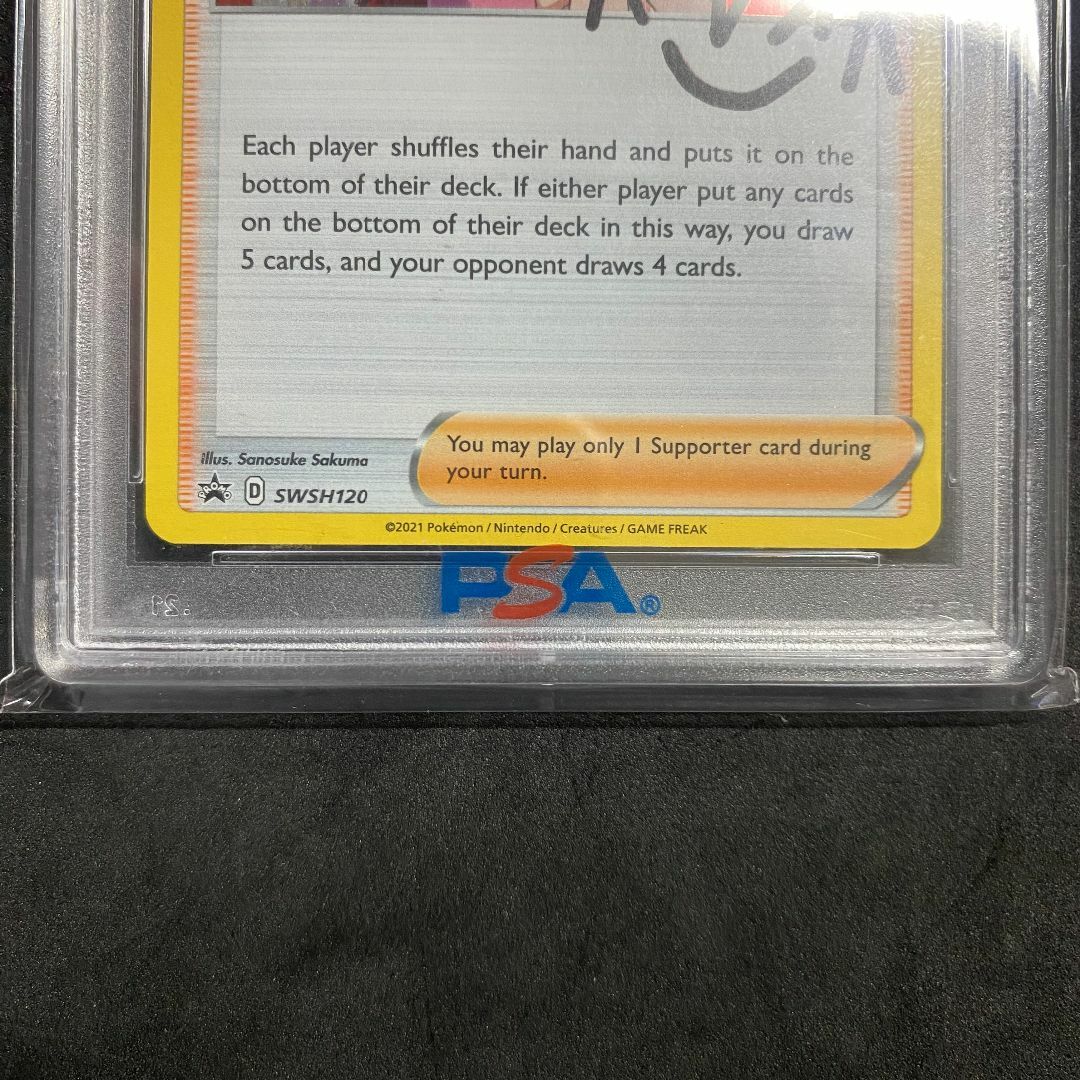 Each player shuffles their hand and puts it on the
bottom of their deck. If either player put any cards
on the bottom of their deck in this way, you draw
5 cards, and your opponent draws 4 cards.
You may play only 1 Supporter card during
your turn.
Illus. Sanosuke Sakuma
PROMO D SWSH120
©2021 Pokémon / Nintendo / Creatures / GAME FREAK
PSA®